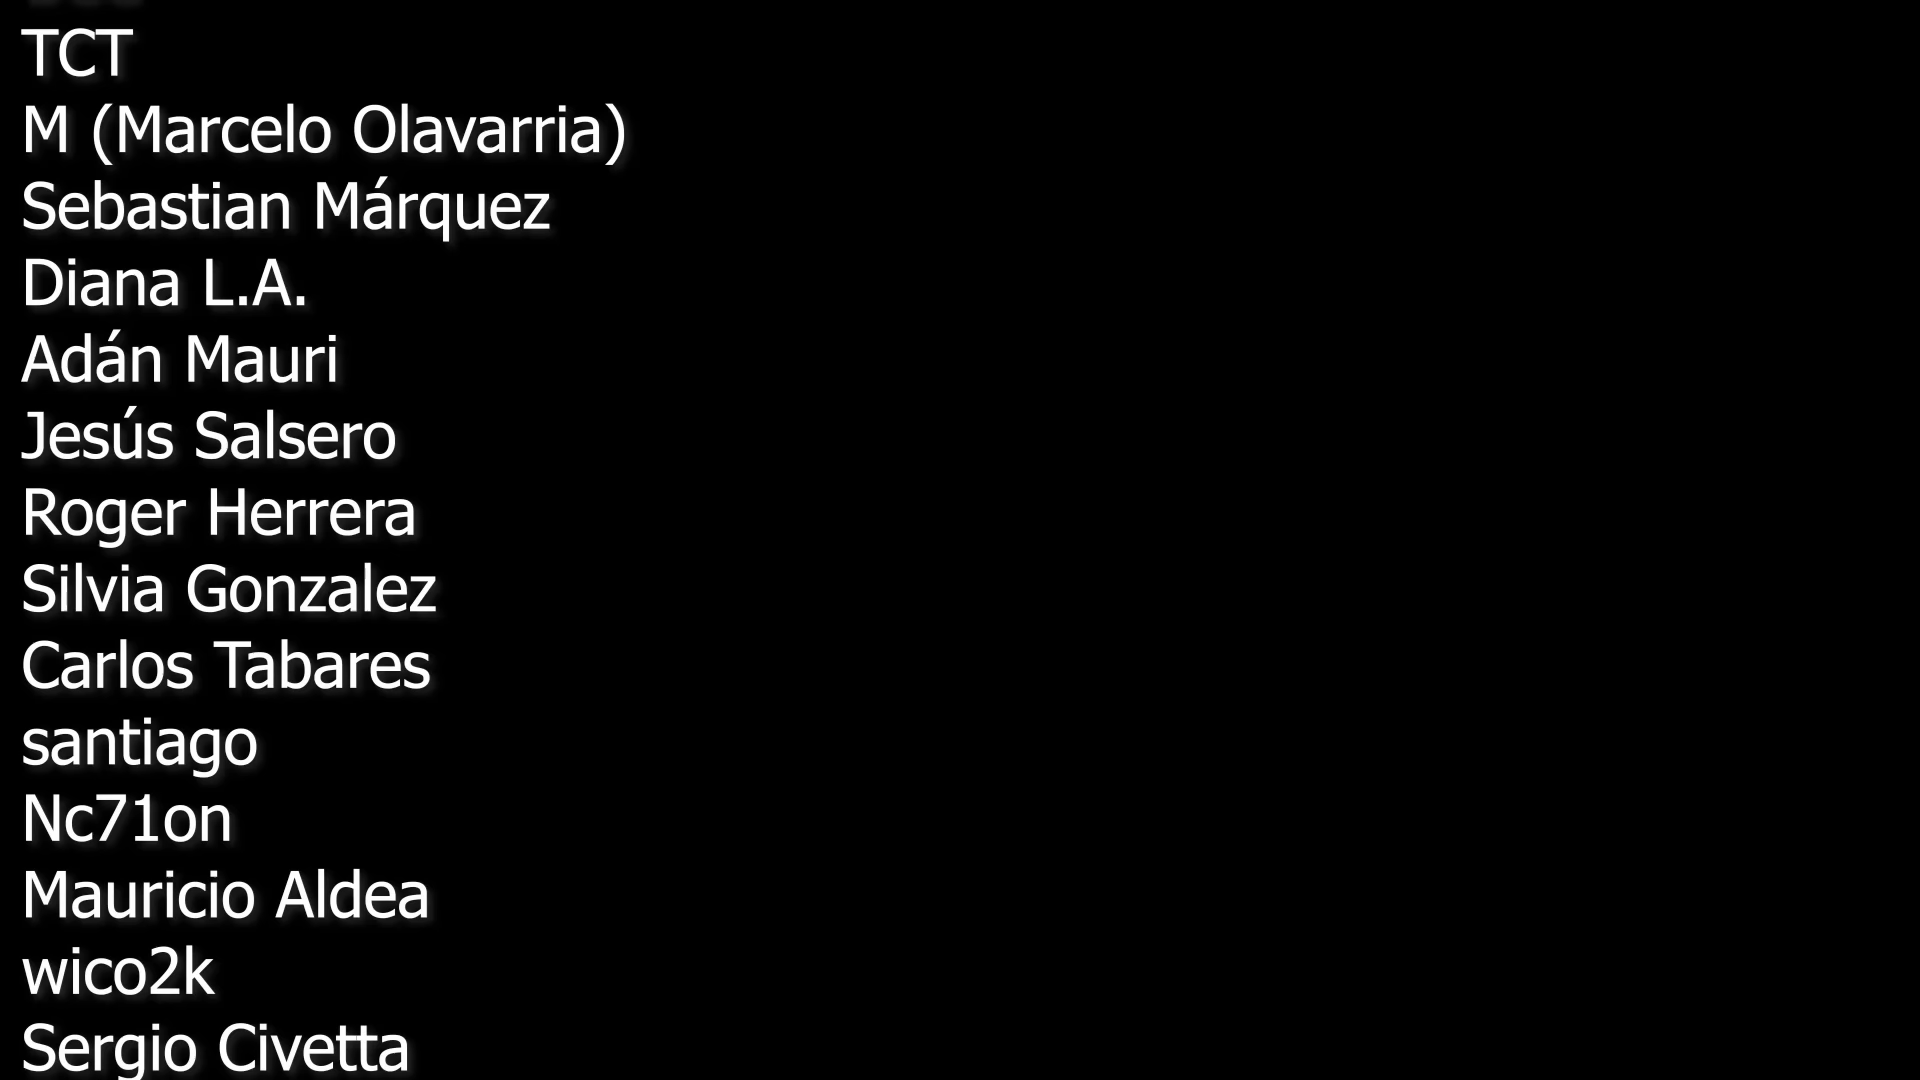 TCT
M (Marcelo Olavarria)
Sebastian Márquez
Diana L.A.
Adán Mauri
Jesús Salsero
Roger Herrera
Silvia Gonzalez
Carlos Tabares
santiago
Nc71on
Mauricio Aldea
wico2k
Sergio Civetta